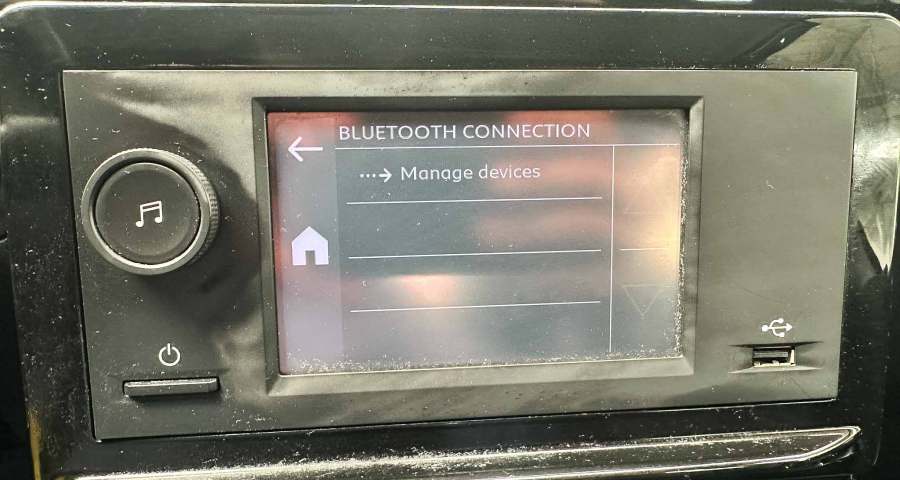 BLUETOOTH CONNECTION
Manage devices